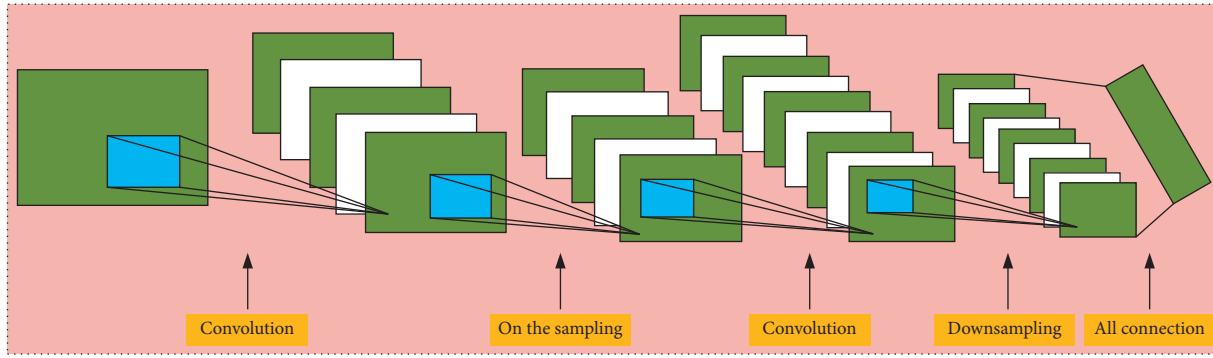 Convolution
On the sampling
Convolution
Downsampling
All connection